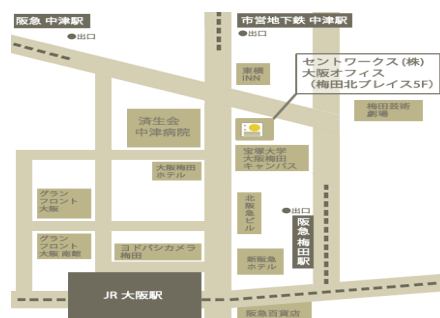 阪急 中津駅
●出口
市営地下鉄 中津駅
●出口
セントワークス(株)
大阪オフィス
(梅田北プレイス5F)
東横
INN
梅田芸術
劇場
済生会
中津病院
宝塚大学
大阪梅田
キャンパス
大阪梅田
ホテル
グラン
フロント
大阪
北阪急ビル
●出口
阪急 梅田駅
グラン
フロント
大阪 南館
ヨドバシカメラ
梅田
新阪急
ホテル
JR 大阪駅
阪急百貨店